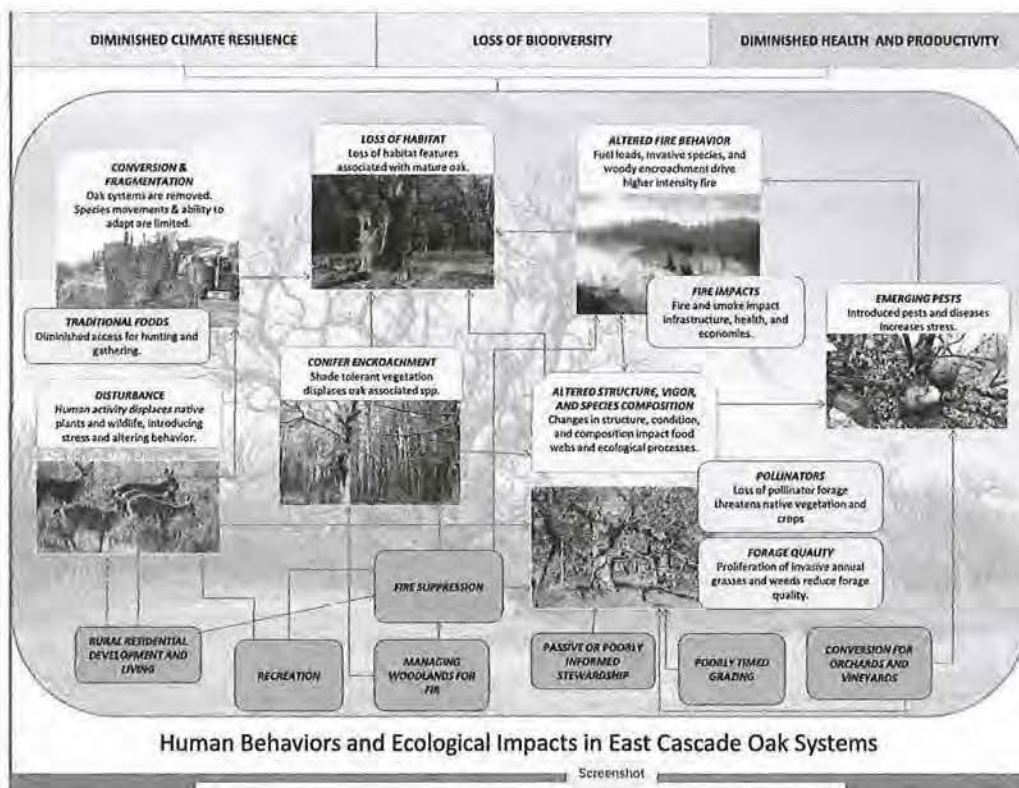 DIMINISHED CLIMATE RESILIENCE
LOSS OF BIODIVERSITY
DIMINISHED HEALTH AND PRODUCTIVITY
CONVERSION &
FRAGMENTATION
Oak systems are removed.
Species movements & ability to
adapt are limited.
LOSS OF HABITAT
Loss of habitat features
associated with mature oak.
ALTERED FIRE BEHAVIOR
Fuel loads, invasive species, and
woody encroachment drive
higher intensity fire
FIRE IMPACTS
Fire and smoke impact
infrastructure, health, and
economies.
EMERGING PESTS
Introduced pests and diseases
increases stress.
TRADITIONAL FOODS
Diminished access for hunting and
gathering.
CONIFER ENCROACHMENT
Shade tolerant vegetation
displaces oak associated spp.
ALTERED STRUCTURE, VIGOR,
AND SPECIES COMPOSITION
Changes in structure, condition,
and composition impact food
webs and ecological processes.
DISTURBANCE
Human activity displaces native
plants and wildlife, introducing
stress and altering behavior.
POLLINATORS
Loss of pollinator forage
threatens native vegetation and
crops
FORAGE QUALITY
Proliferation of invasive annual
grasses and weeds reduce forage
quality.
FIRE SUPPRESSION
RURAL RESIDENTIAL
DEVELOPMENT AND
LIVING
RECREATION
MANAGING
WOODLANDS FOR
FIR
PASSIVE OR POORLY
INFORMED
STEWARDSHIP
POORLY TIMED
GRAZING
CONVERSION FOR
ORCHARDS AND
VINEYARDS
Human Behaviors and Ecological Impacts in East Cascade Oak Systems
Screenshot